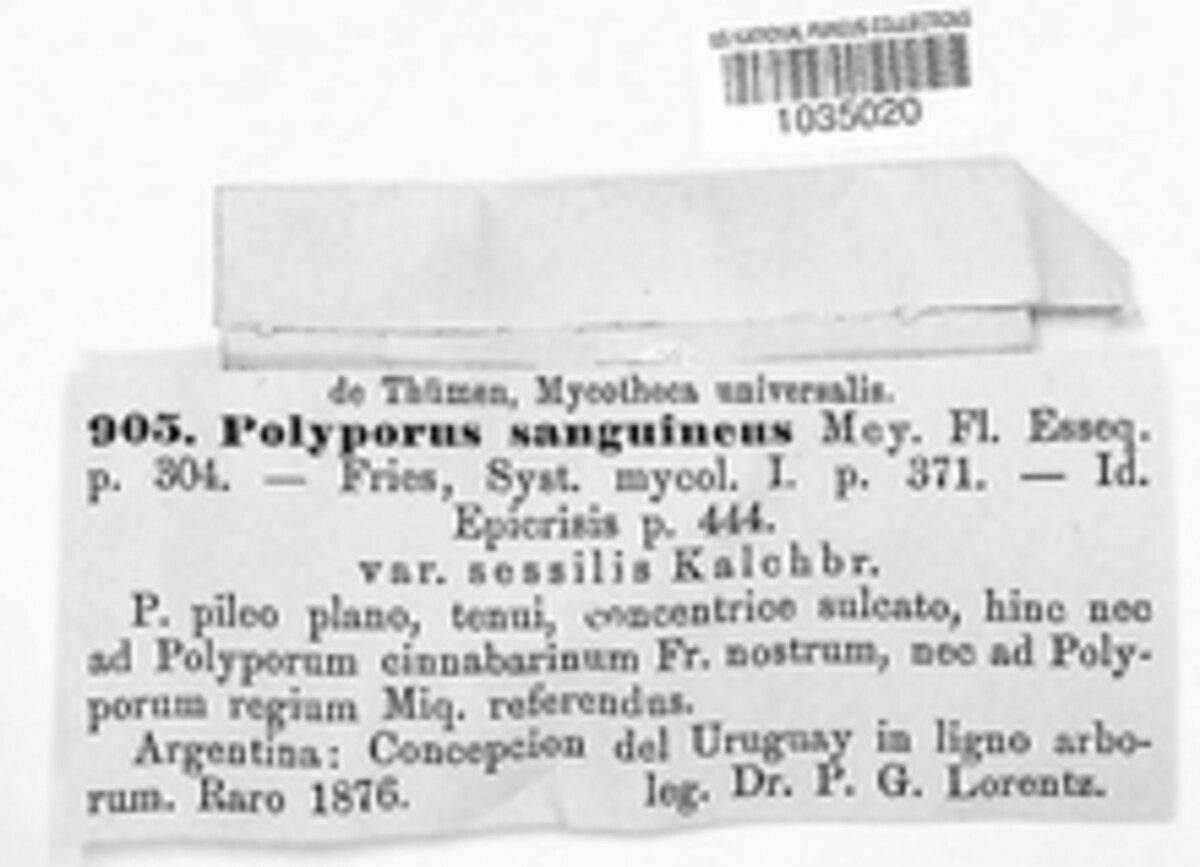 1035020
de Thümen, Mycotheca universalis.
905. Polyporus sanguineus Mey. Fl. Esseq.
p. 304. — Fries, Syst. mycol. I. p. 371. — Id.
Epicrisis p. 444.
var. sessilis Kalchbr.
P. pileo plano, tenui, concentrice sulcato, hinc nec
ad Polyporum cinnabarinum Fr. nostrum, nec ad Poly-
porum regium Miq. referendus.
Argentina: Concepcion del Uruguay in ligno arbo-
rum. Raro 1876. leg. Dr. P. G. Lorentz.